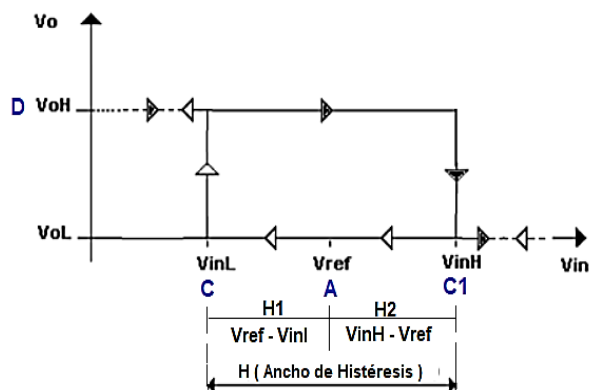 Vo
D VoH
VoL
VinL Vref VinH Vin
C A C1
H1 H2
Vref - Vinl VinH - Vref
H ( Ancho de Histéresis )